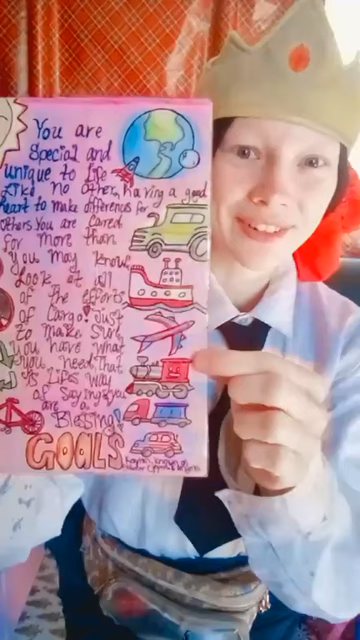 You are
Special and
unique to Life
Like no other, having a good
heart to make differences for
others. You are Cared
for more than
you may know
Look at all
of the efforts
of Cargo Just
to make Sure
you have what
you need, That
is Lifes way
of Saying you
are a
Blessing!
GOALS